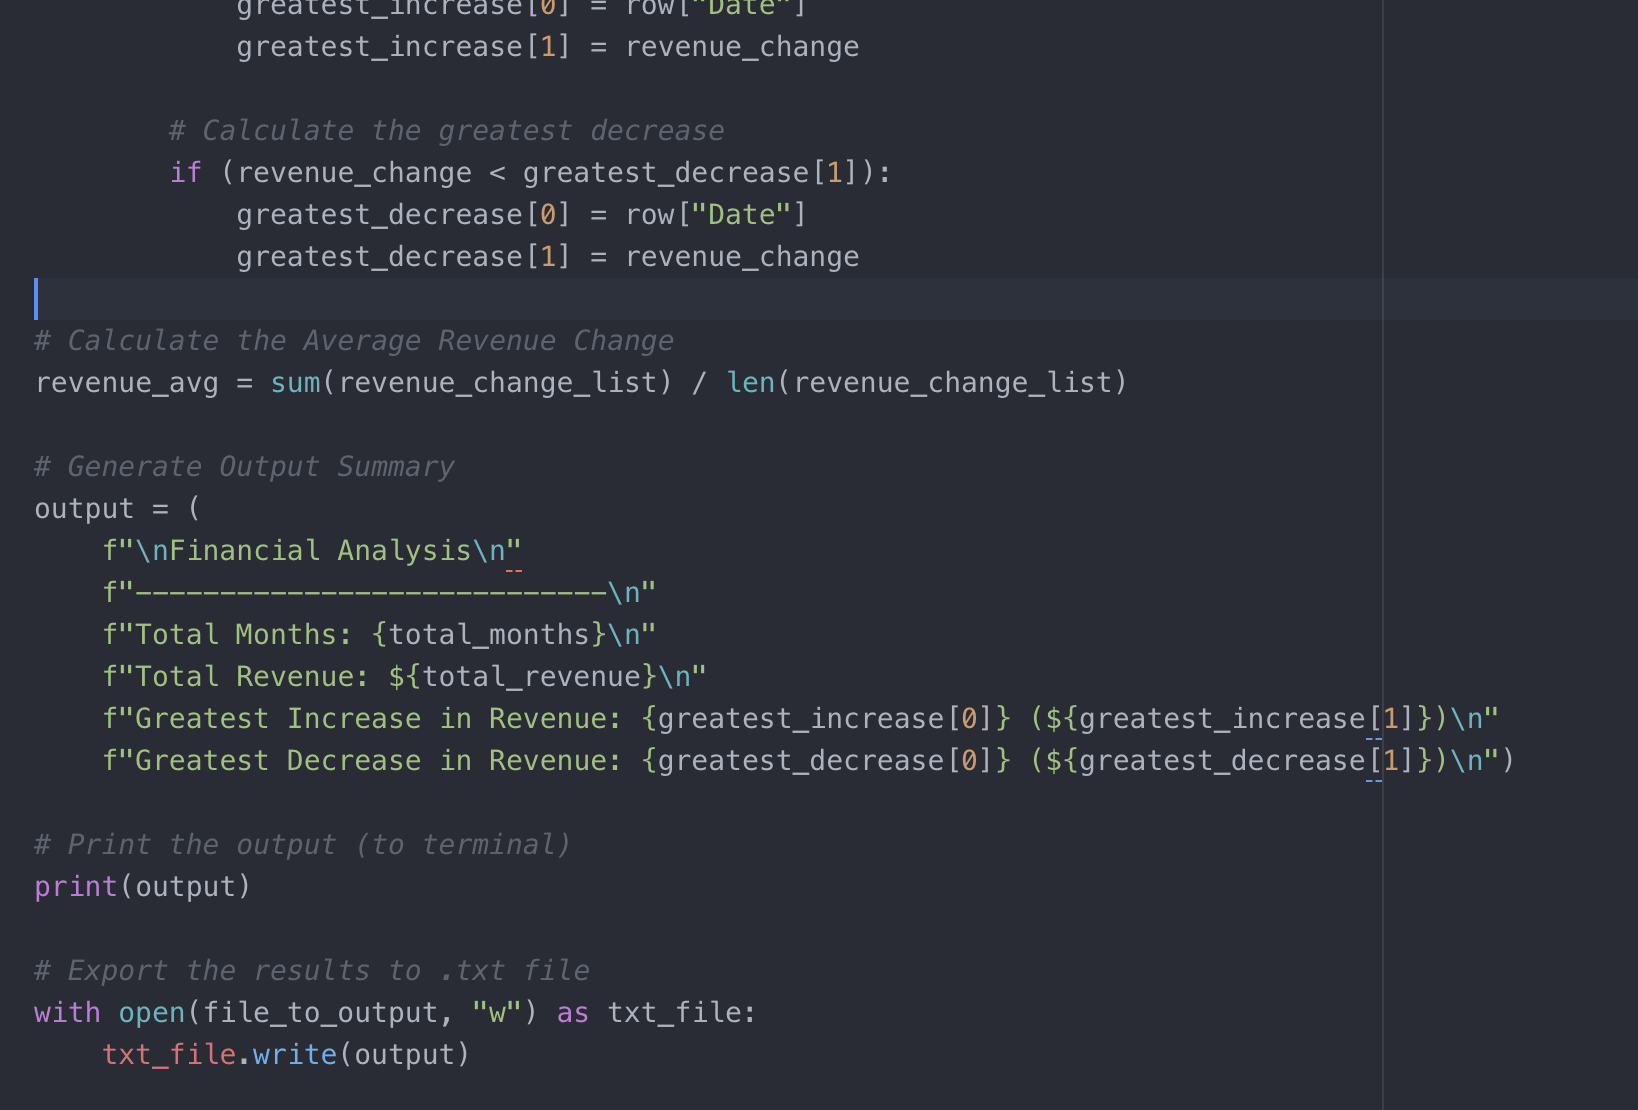 greatest_increase[0] = row["Date"]
            greatest_increase[1] = revenue_change

        # Calculate the greatest decrease
        if (revenue_change < greatest_decrease[1]):
            greatest_decrease[0] = row["Date"]
            greatest_decrease[1] = revenue_change

# Calculate the Average Revenue Change
revenue_avg = sum(revenue_change_list) / len(revenue_change_list)

# Generate Output Summary
output = (
    f"\nFinancial Analysis\n"
    f"----------------------------\n"
    f"Total Months: {total_months}\n"
    f"Total Revenue: ${total_revenue}\n"
    f"Greatest Increase in Revenue: {greatest_increase[0]} (${greatest_increase[1]})\n"
    f"Greatest Decrease in Revenue: {greatest_decrease[0]} (${greatest_decrease[1]})\n")

# Print the output (to terminal)
print(output)

# Export the results to .txt file
with open(file_to_output, "w") as txt_file:
    txt_file.write(output)